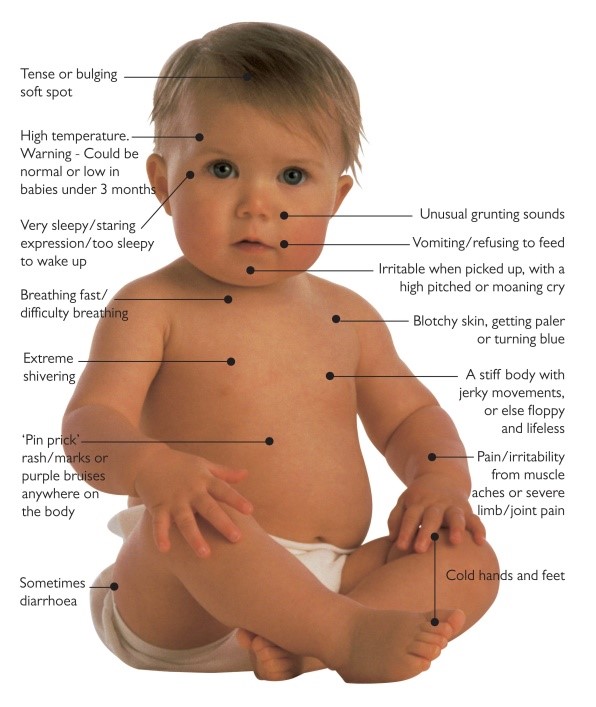 Tense or bulging
soft spot
High temperature.
Warning - Could be
normal or low in
babies under 3 months
Very sleepy/staring
expression/too sleepy
to wake up
Breathing fast/
difficulty breathing
Extreme
shivering
‘Pin prick’
rash/marks or
purple bruises
anywhere on
the body
Sometimes
diarrhoea
Unusual grunting sounds
Vomiting/refusing to feed
Irritable when picked up, with a
high pitched or moaning cry
Blotchy skin, getting paler
or turning blue
A stiff body with
jerky movements,
or else floppy
and lifeless
Pain/irritability
from muscle
aches or severe
limb/joint pain
Cold hands and feet